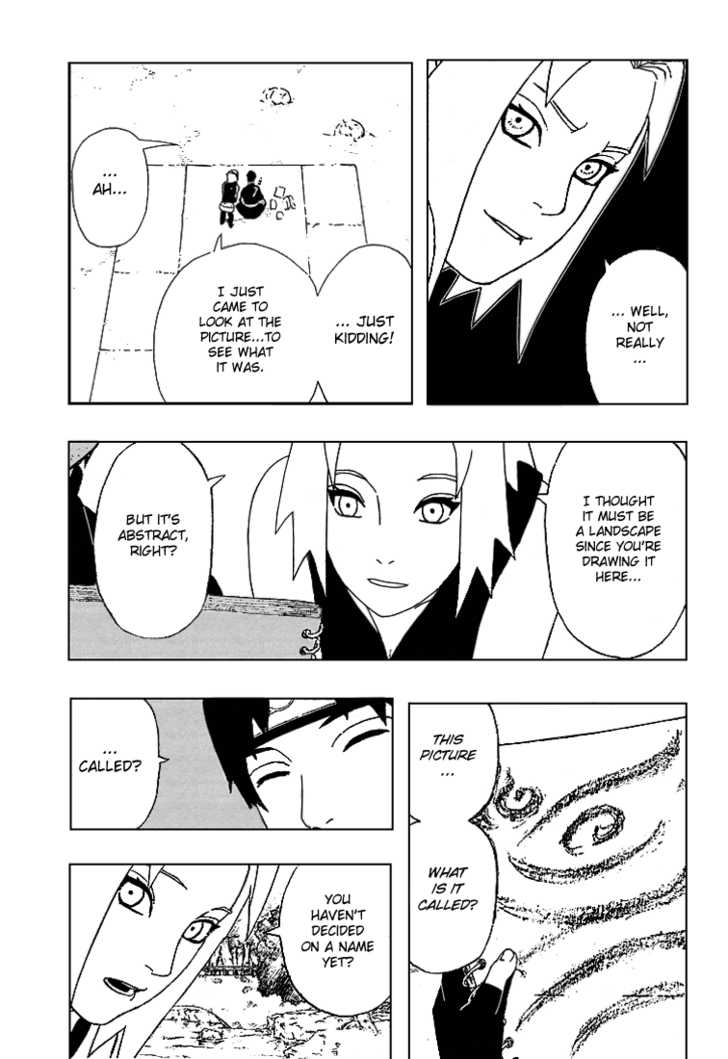 ... WELL,
NOT
REALLY
...
... JUST
KIDDING!
I JUST
CAME TO
LOOK AT THE
PICTURE...TO
SEE WHAT
IT WAS.
...
AH...
I THOUGHT
IT MUST BE
A LANDSCAPE
SINCE YOU'RE
DRAWING IT
HERE...
BUT IT'S
ABSTRACT,
RIGHT?
THIS
PICTURE
...
WHAT
IS IT
CALLED?
...
CALLED?
YOU
HAVEN'T
DECIDED
ON A NAME
YET?